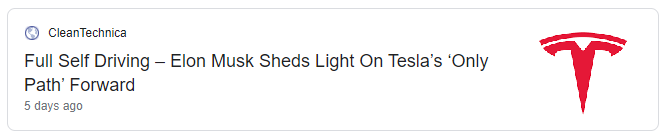 CleanTechnica
Full Self Driving – Elon Musk Sheds Light On Tesla's ‘Only
Path’ Forward
5 days ago